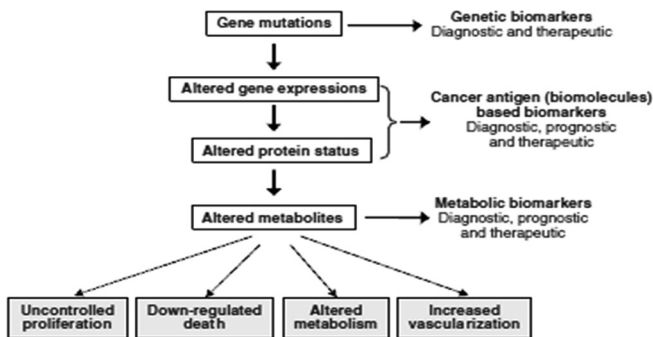 Gene mutations
Genetic biomarkers
Diagnostic and therapeutic
Altered gene expressions
Cancer antigen (biomolecules)
based biomarkers
Diagnostic, prognostic
and therapeutic
Altered protein status
Altered metabolites
Metabolic biomarkers
Diagnostic, prognostic
and therapeutic
Uncontrolled
proliferation
Down-regulated
death
Altered
metabolism
Increased
vascularization